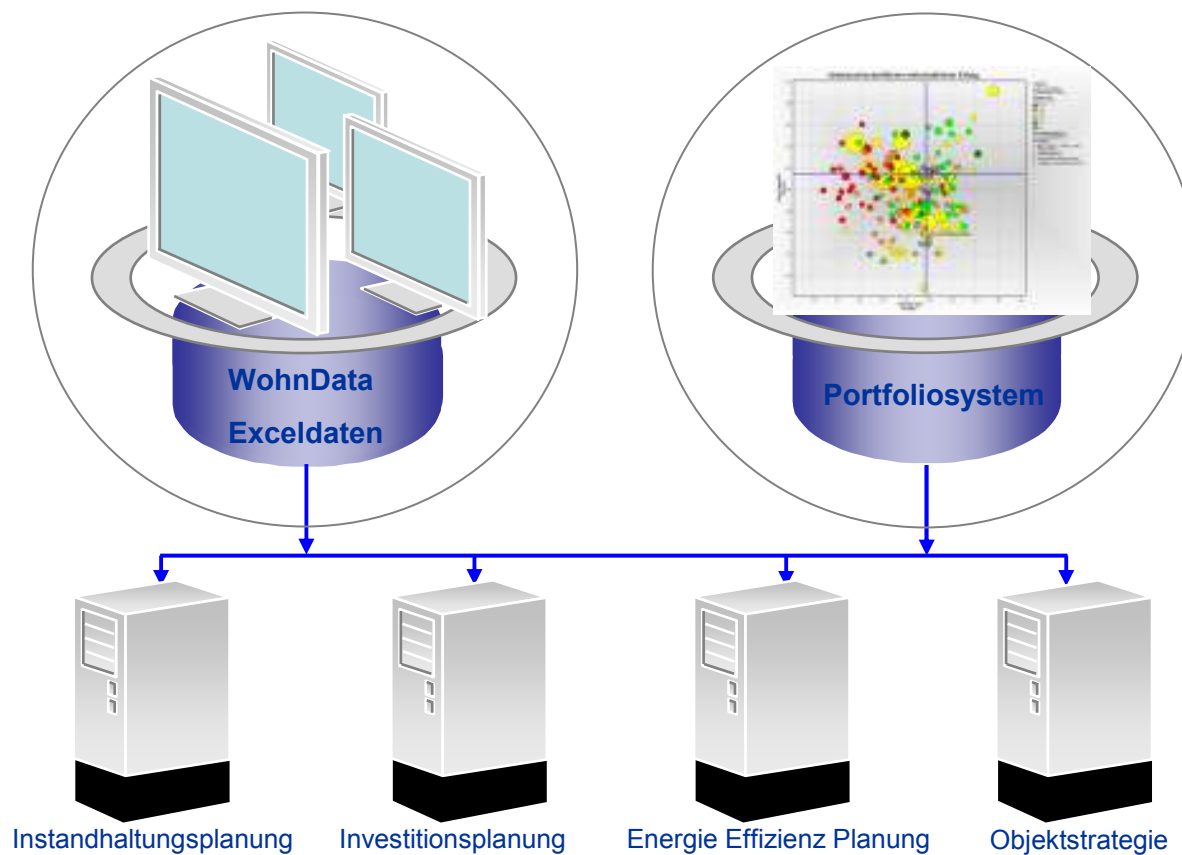 WohnData
Exceldaten
Portfoliosystem
Instandhaltungsplanung
Investitionsplanung
Energie Effizienz Planung
Objektstrategie